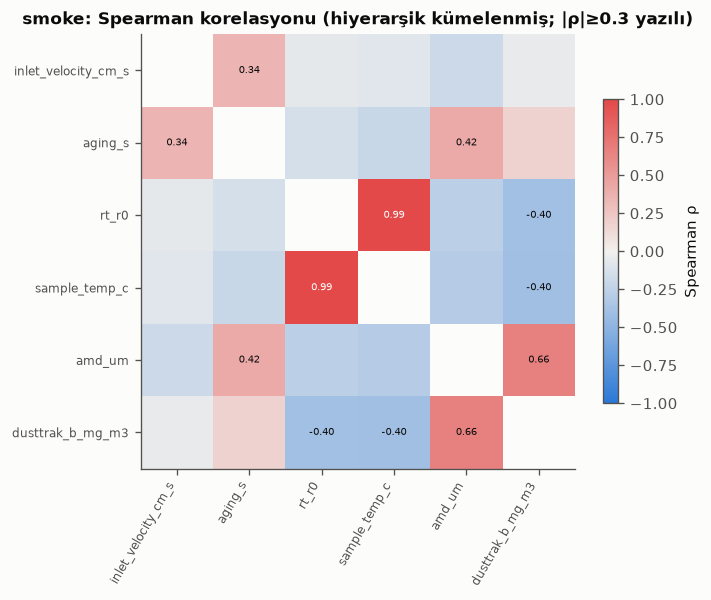 smoke: Spearman korelasyonu (hiyerarşik kümelenmiş; |ρ|≥0.3 yazılı)
inlet_velocity_cm_s
0.34
aging_s
0.34
0.42
rt_r0
0.99
-0.40
sample_temp_c
0.99
-0.40
amd_um
0.42
0.66
dusttrak_b_mg_m3
-0.40
-0.40
0.66
inlet_velocity_cm_s
aging_s
rt_r0
sample_temp_c
amd_um
dusttrak_b_mg_m3
1.00
0.75
0.50
0.25
0.00
−0.25
−0.50
−0.75
−1.00
Spearman ρ